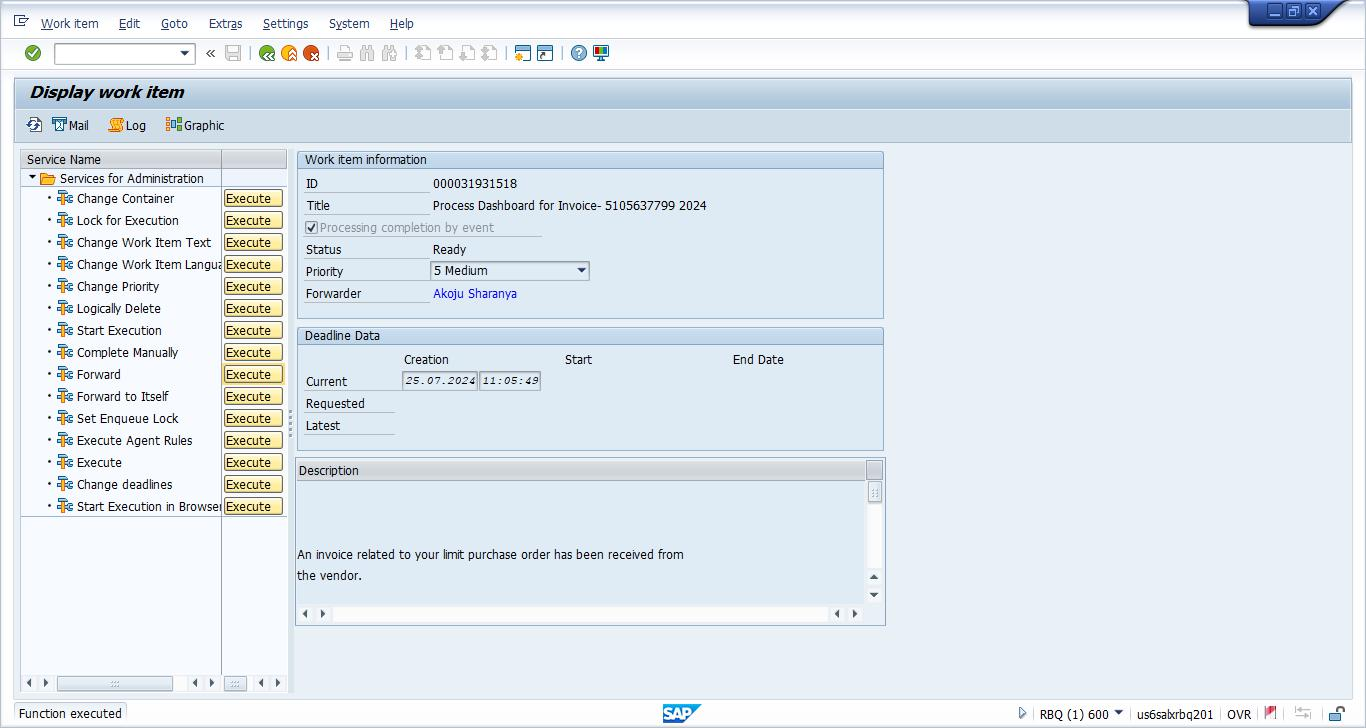 Work item Edit Goto Extras Settings System Help
Display work item
Mail Log Graphic
Service Name
Services for Administration
Change Container Execute
Lock for Execution Execute
Change Work Item Text Execute
Change Work Item Langua Execute
Change Priority Execute
Logically Delete Execute
Start Execution Execute
Complete Manually Execute
Forward Execute
Forward to Itself Execute
Set Enqueue Lock Execute
Execute Agent Rules Execute
Execute Execute
Change deadlines Execute
Start Execution in Browser Execute
Work item information
ID 000031931518
Title Process Dashboard for Invoice- 5105637799 2024
Processing completion by event
Status Ready
Priority 5 Medium
Forwarder Akoju Sharanya
Deadline Data
Creation Start End Date
Current 25.07.2024 11:05:49
Requested
Latest
Description
An invoice related to your limit purchase order has been received from
the vendor.
Function executed SAP RBQ (1) 600 us6salxrbq201 OVR